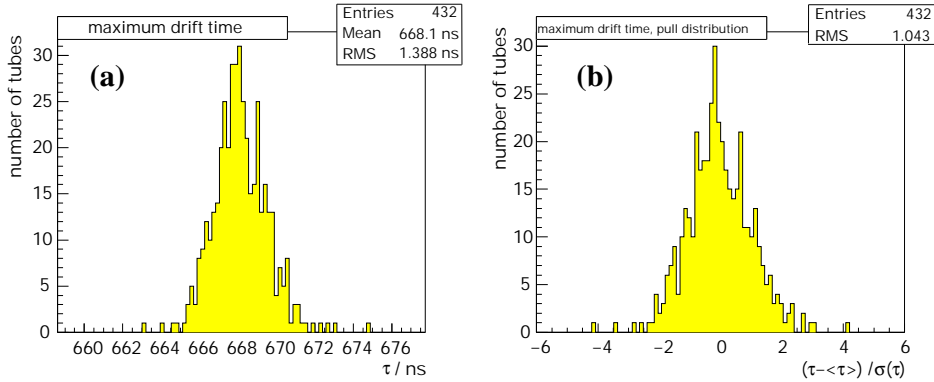 maximum drift time
Entries 432
Mean 668.1 ns
RMS 1.388 ns
(a)
number of tubes
30
25
20
15
10
5
0
660 662 664 666 668 670 672 674 676
τ / ns
maximum drift time, pull distribution
Entries 432
RMS 1.043
(b)
number of tubes
30
25
20
15
10
5
0
−6 −4 −2 0 2 4 6
(τ−<τ>) /σ(τ)